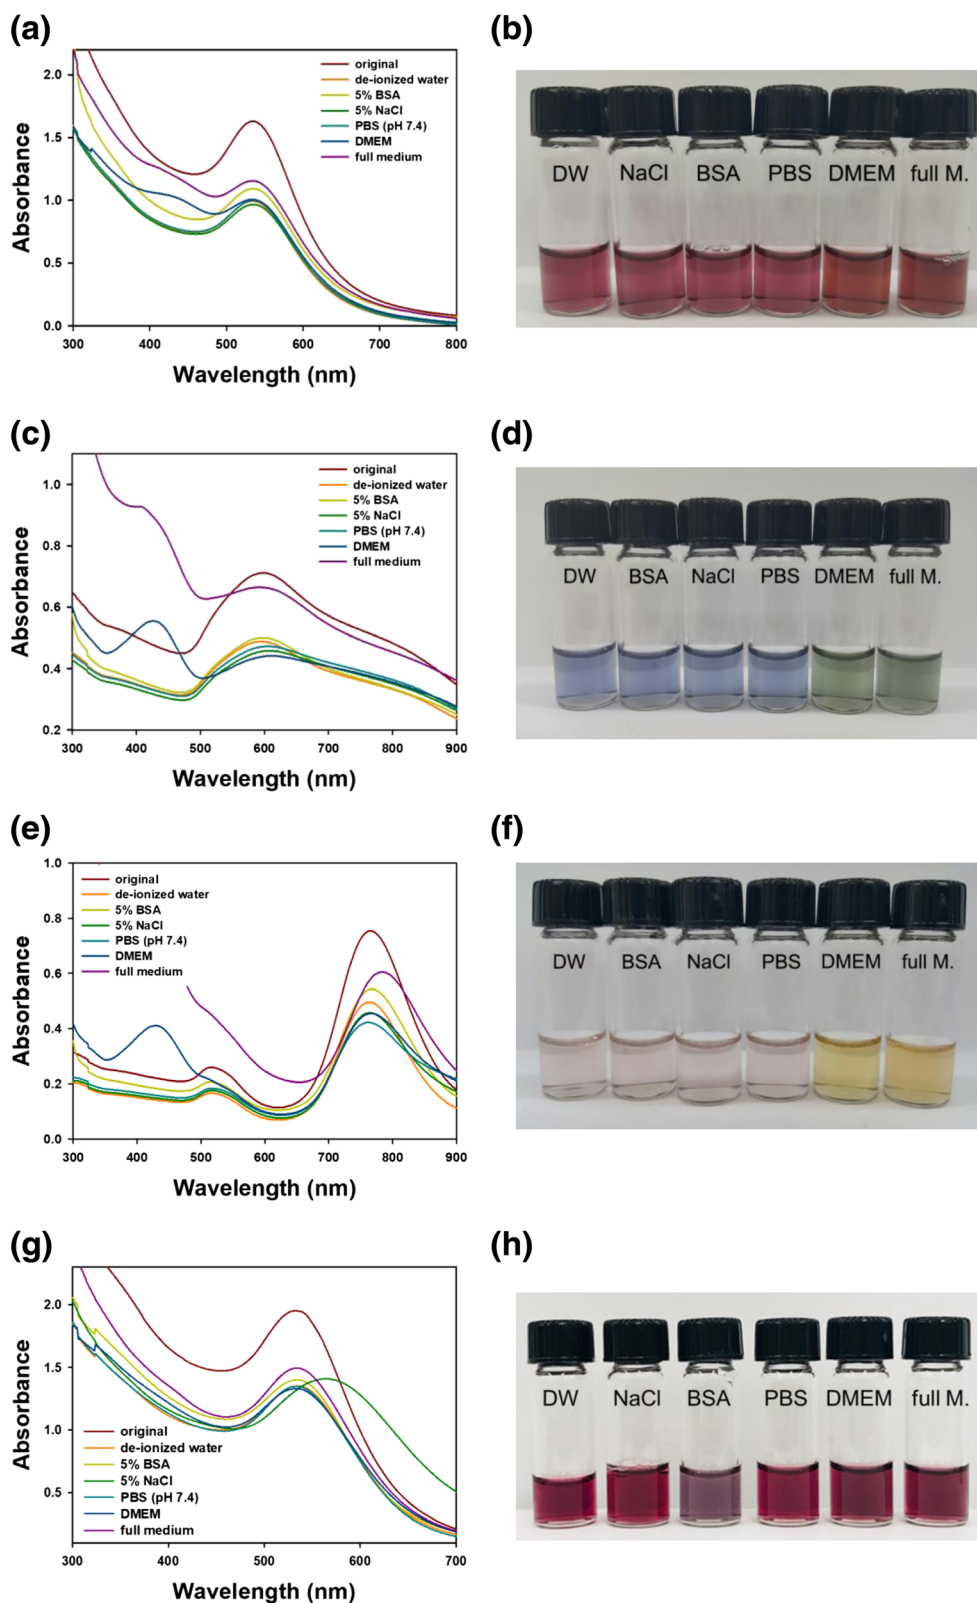 (a)
2.0
1.5
1.0
0.5
0.0
300 400 500 600 700 800
Absorbance
Wavelength (nm)
original
de-ionized water
5% BSA
5% NaCl
PBS (pH 7.4)
DMEM
full medium
(b)
DW NaCl BSA PBS DMEM full M.
(c)
1.0
0.8
0.6
0.4
0.2
300 400 500 600 700 800 900
Absorbance
Wavelength (nm)
original
de-ionized water
5% BSA
5% NaCl
PBS (pH 7.4)
DMEM
full medium
(d)
DW BSA NaCl PBS DMEM full M.
(e)
1.0
0.8
0.6
0.4
0.2
0.0
300 400 500 600 700 800 900
Absorbance
Wavelength (nm)
original
de-ionized water
5% BSA
5% NaCl
PBS (pH 7.4)
DMEM
full medium
(f)
DW BSA NaCl PBS DMEM full M.
(g)
2.0
1.5
1.0
0.5
300 400 500 600 700
Absorbance
Wavelength (nm)
original
de-ionized water
5% BSA
5% NaCl
PBS (pH 7.4)
DMEM
full medium
(h)
DW NaCl BSA PBS DMEM full M.